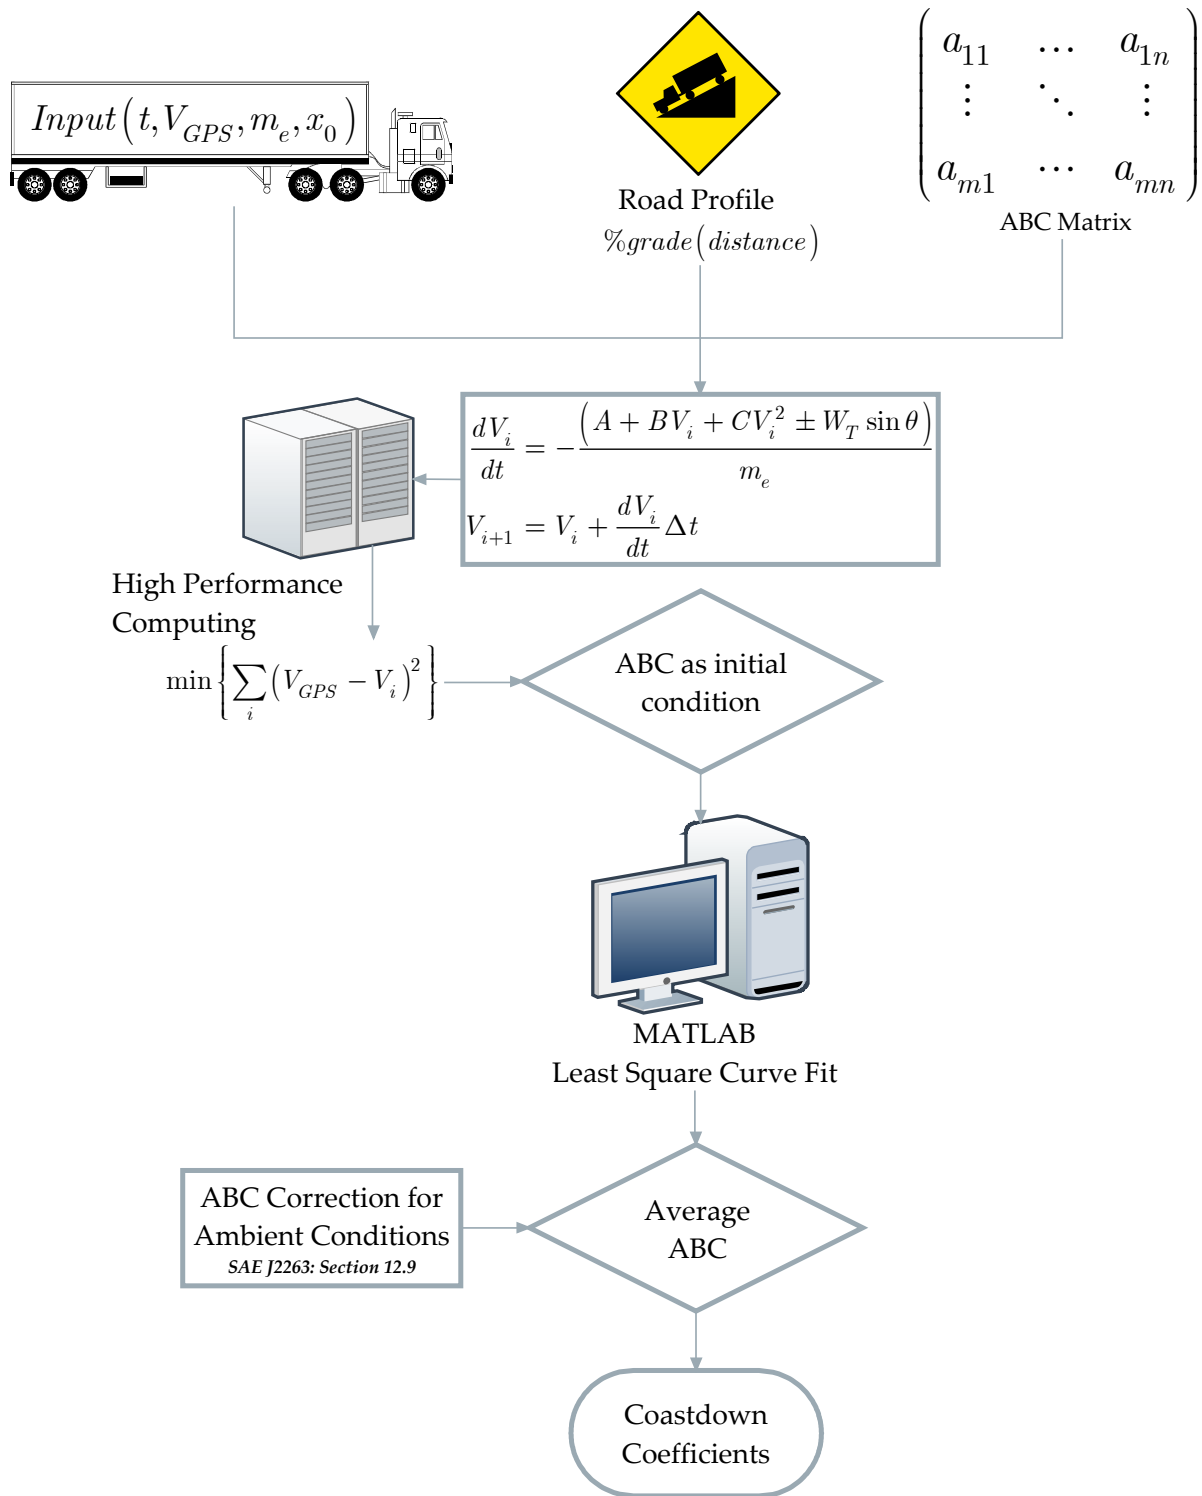 Input(t, V_GPS, m_e, x_0)
Road Profile
%grade(distance)
a_11 … a_1n
⋮ ⋱ ⋮
a_m1 ⋯ a_mn
ABC Matrix
dV_i/dt = −(A + BV_i + CV_i^2 ± W_T sin θ)/m_e
V_{i+1} = V_i + dV_i/dt Δt
High Performance
Computing
min{∑_i (V_GPS − V_i)^2}
ABC as initial
condition
MATLAB
Least Square Curve Fit
ABC Correction for
Ambient Conditions
SAE J2263: Section 12.9
Average
ABC
Coastdown
Coefficients